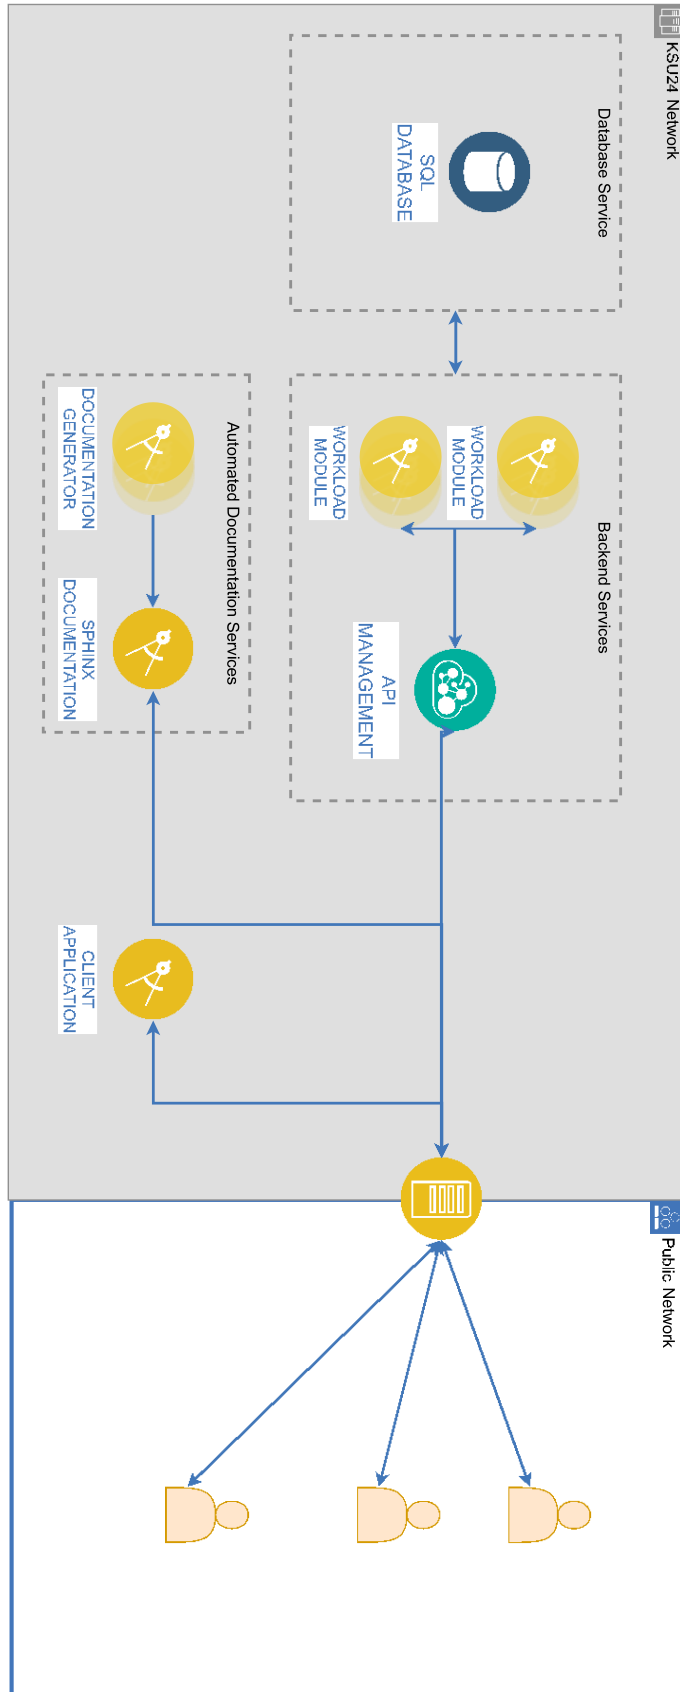 KSU24 Network
Database Service
SQL
DATABASE
Backend Services
WORKLOAD
MODULE
WORKLOAD
MODULE
API
MANAGEMENT
Automated Documentation Services
DOCUMENTATION
GENERATOR
SPHINX
DOCUMENTATION
CLIENT
APPLICATION
Public Network